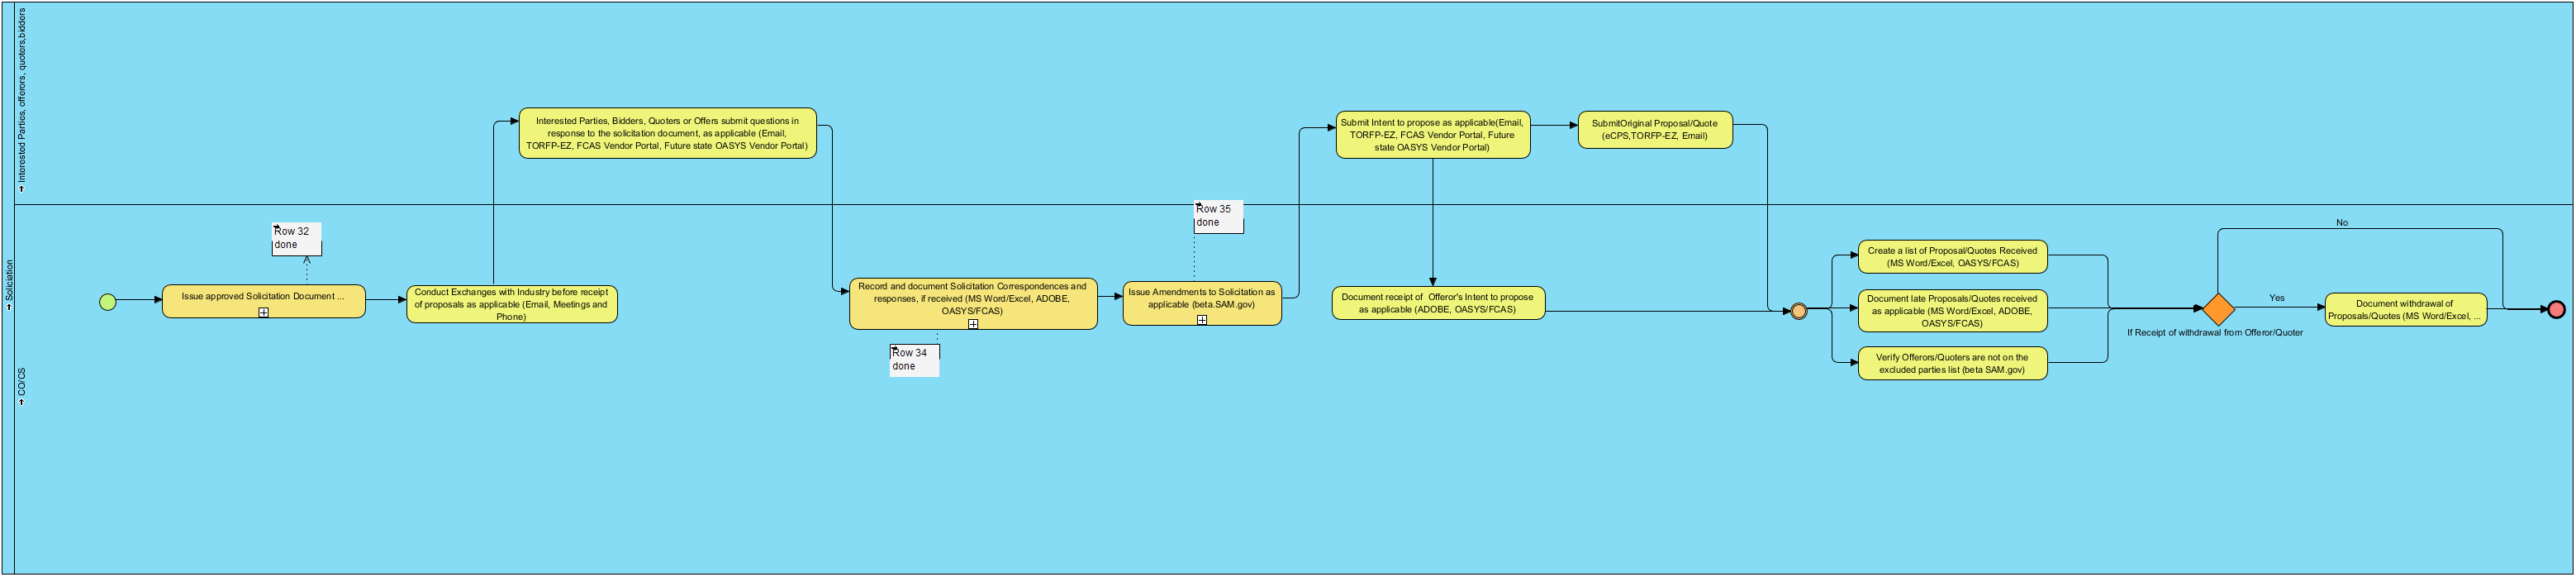 Soliciation
Interested Parties, offerors, quoters,bidders
CO/CS
Row 32
done
Issue approved Solicitation Document ...
Conduct Exchanges with Industry before receipt
of proposals as applicable (Email, Meetings and
Phone)
Interested Parties, Bidders, Quoters or Offers submit questions in
response to the solicitation document, as applicable (Email,
TORFP-EZ, FCAS Vendor Portal, Future state OASYS Vendor Portal)
Record and document Solicitation Correspondences and
responses, if received (MS Word/Excel, ADOBE,
OASYS/FCAS)
Row 34
done
Row 35
done
Issue Amendments to Solicitation as
applicable (beta.SAM.gov)
Submit Intent to propose as applicable(Email,
TORFP-EZ, FCAS Vendor Portal, Future
state OASYS Vendor Portal)
SubmitOriginal Proposal/Quote
(eCPS,TORFP-EZ, Email)
Document receipt of  Offeror's Intent to propose
as applicable (ADOBE, OASYS/FCAS)
Create a list of Proposal/Quotes Received
(MS Word/Excel, OASYS/FCAS)
Document late Proposals/Quotes received
as applicable (MS Word/Excel, ADOBE,
OASYS/FCAS)
Verify Offerors/Quoters are not on the
excluded parties list (beta SAM.gov)
No
Yes
If Receipt of withdrawal from Offeror/Quoter
Document withdrawal of
Proposals/Quotes (MS Word/Excel, ...